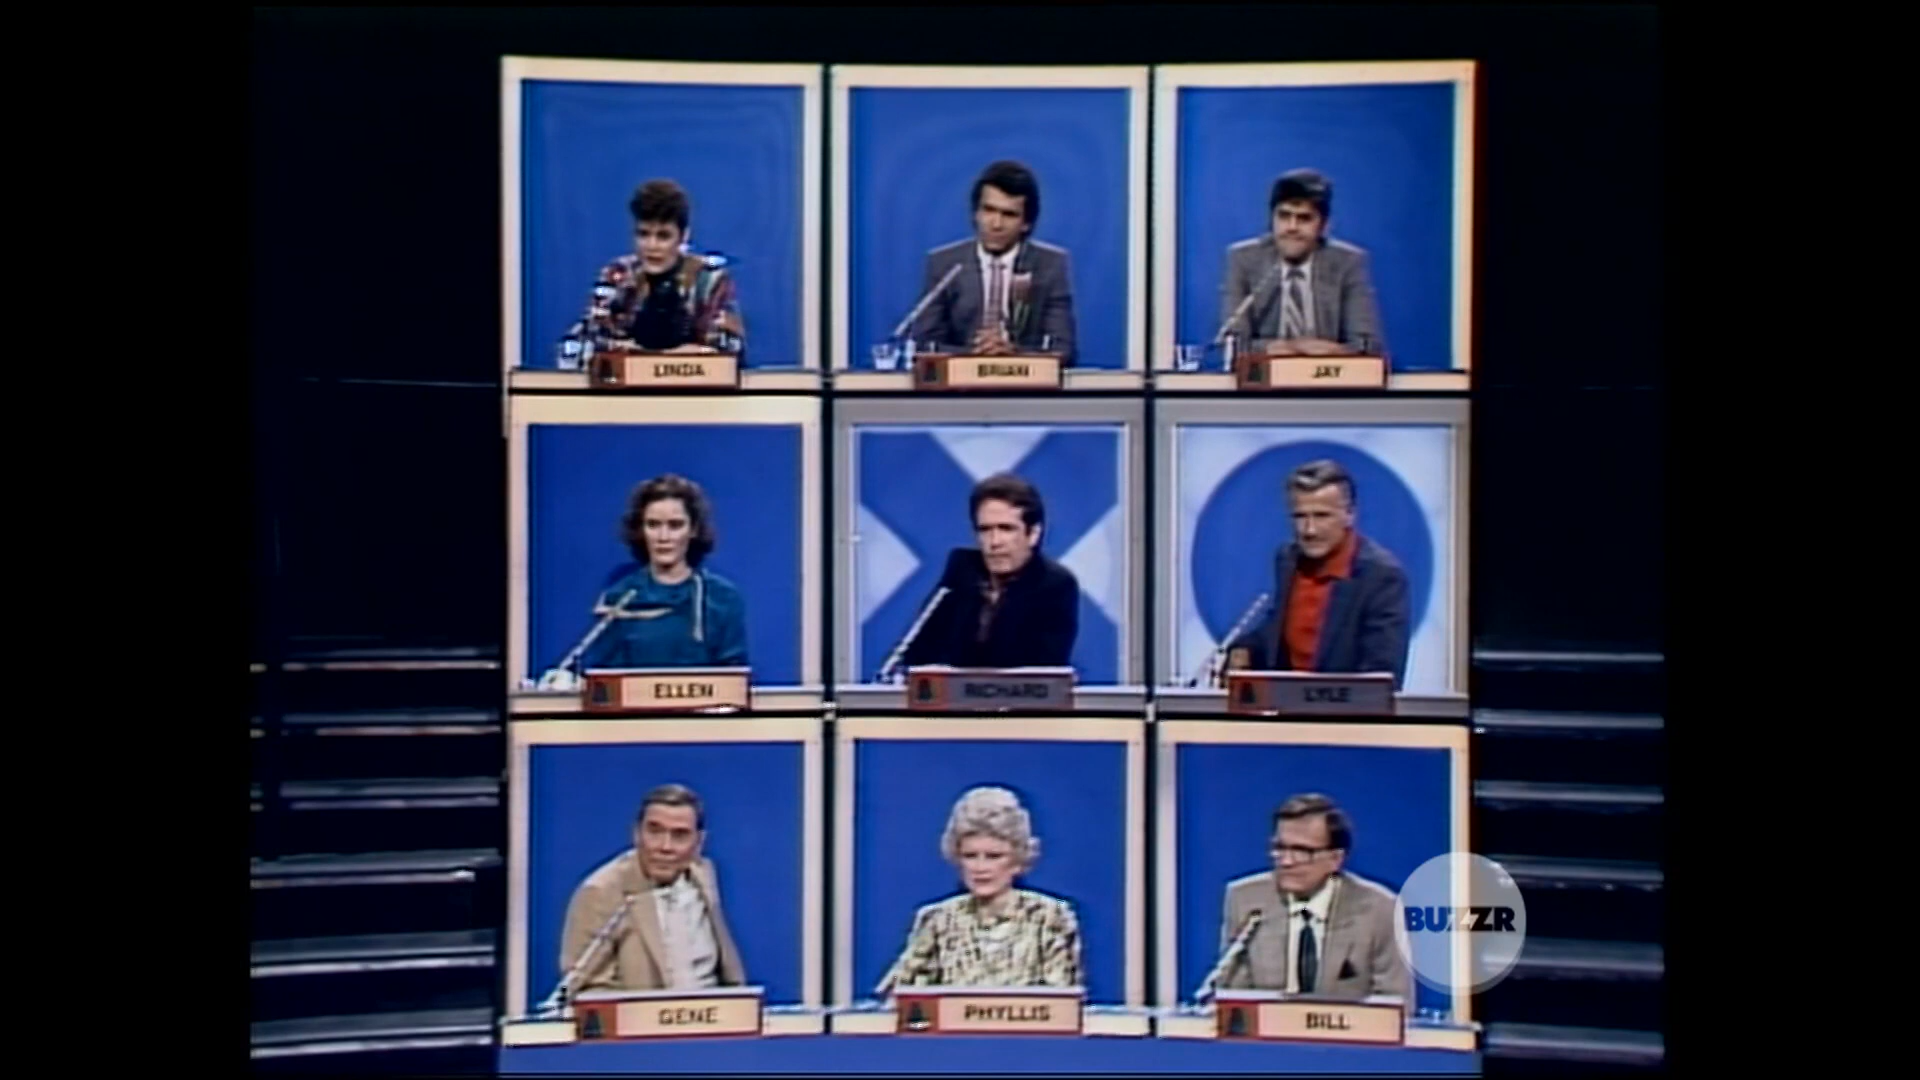 LINDA
BRIAN
JAY
ELLEN
RICHARD
LYLE
GENE
PHYLLIS
BILL
BUZZR